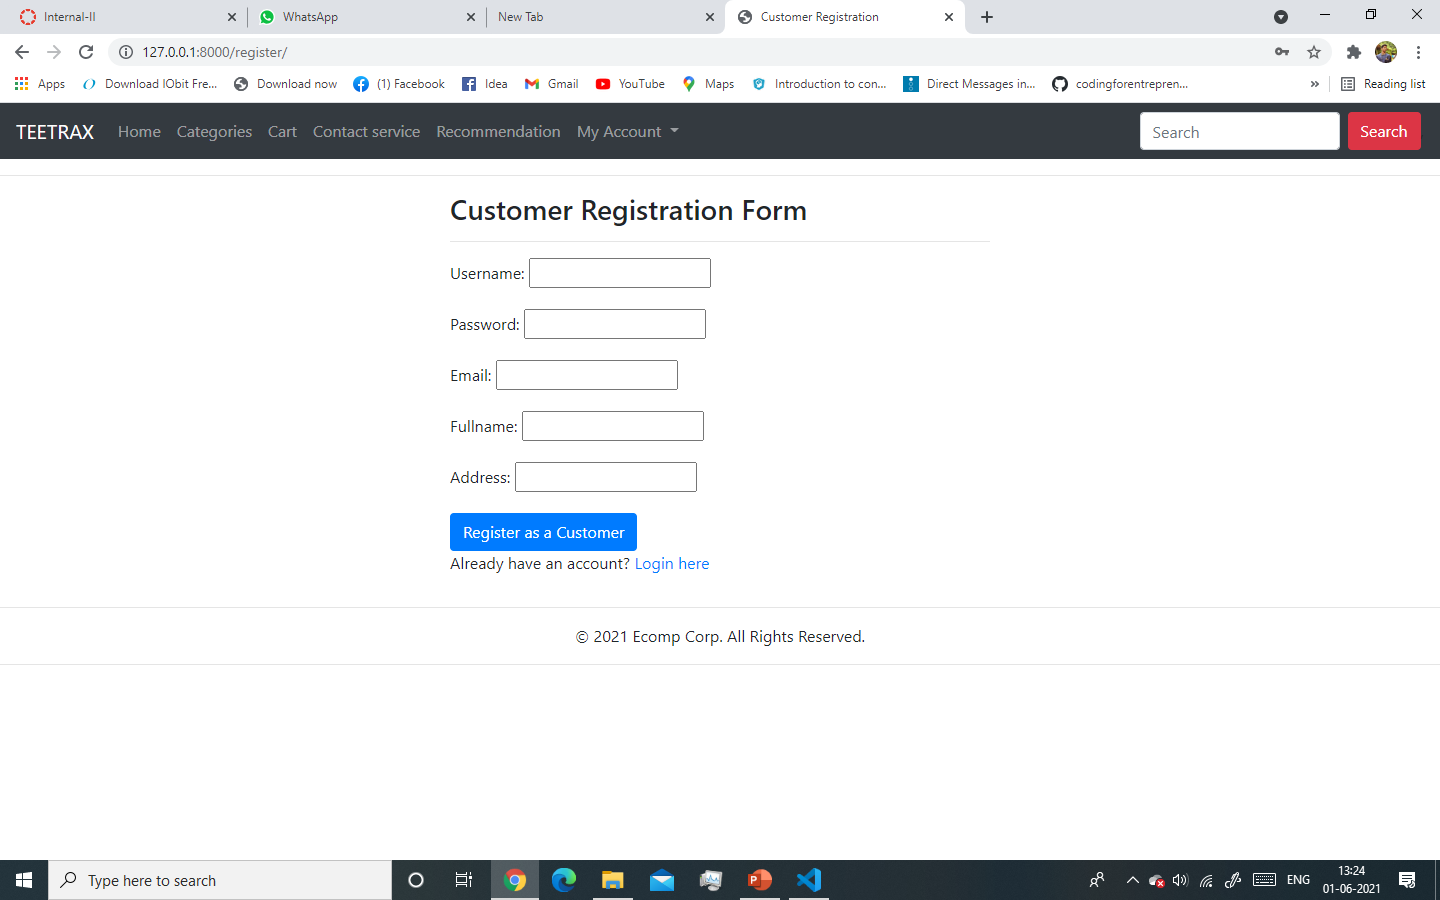 Internal-II
WhatsApp
New Tab
Customer Registration
127.0.0.1:8000/register/
Apps
Download IObit Fre...
Download now
(1) Facebook
Idea
Gmail
YouTube
Maps
Introduction to con...
Direct Messages in...
codingforentrepren...
»
Reading list
TEETRAX
Home
Categories
Cart
Contact service
Recommendation
My Account
Search
Search
Customer Registration Form
Username:
Password:
Email:
Fullname:
Address:
Register as a Customer
Already have an account? Login here
© 2021 Ecomp Corp. All Rights Reserved.
Type here to search
ENG
13:24
01-06-2021